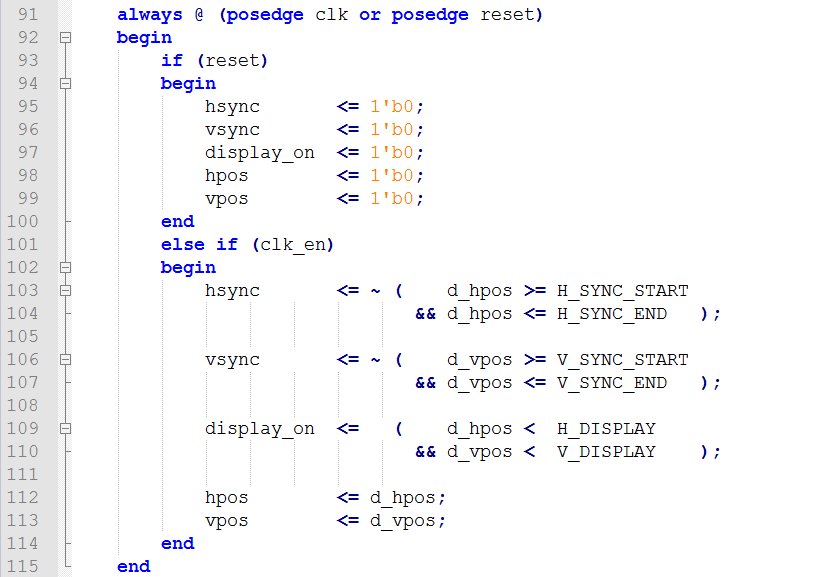 91 always @ (posedge clk or posedge reset)
92 begin
93 if (reset)
94 begin
95 hsync <= 1'b0;
96 vsync <= 1'b0;
97 display_on <= 1'b0;
98 hpos <= 1'b0;
99 vpos <= 1'b0;
100 end
101 else if (clk_en)
102 begin
103 hsync <= ~ ( d_hpos >= H_SYNC_START
104 && d_hpos <= H_SYNC_END );
105
106 vsync <= ~ ( d_vpos >= V_SYNC_START
107 && d_vpos <= V_SYNC_END );
108
109 display_on <= ( d_hpos < H_DISPLAY
110 && d_vpos < V_DISPLAY );
111
112 hpos <= d_hpos;
113 vpos <= d_vpos;
114 end
115 end